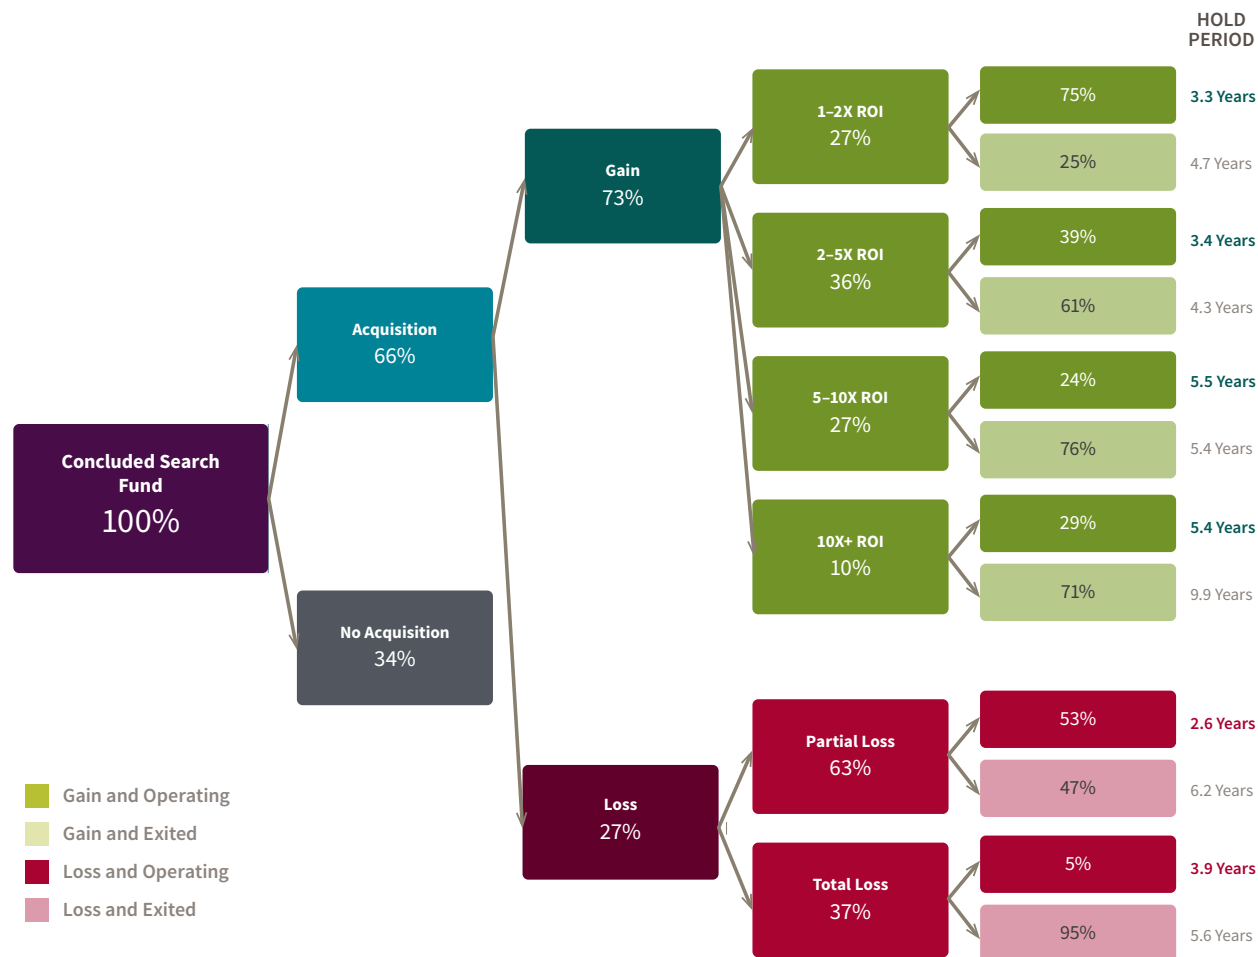 HOLD
PERIOD
Concluded Search
Fund
100%
Acquisition
66%
No Acquisition
34%
Gain
73%
Loss
27%
1–2X ROI
27%
75%
3.3 Years
25%
4.7 Years
2–5X ROI
36%
39%
3.4 Years
61%
4.3 Years
5–10X ROI
27%
24%
5.5 Years
76%
5.4 Years
10X+ ROI
10%
29%
5.4 Years
71%
9.9 Years
Partial Loss
63%
53%
2.6 Years
47%
6.2 Years
Total Loss
37%
5%
3.9 Years
95%
5.6 Years
Gain and Operating
Gain and Exited
Loss and Operating
Loss and Exited